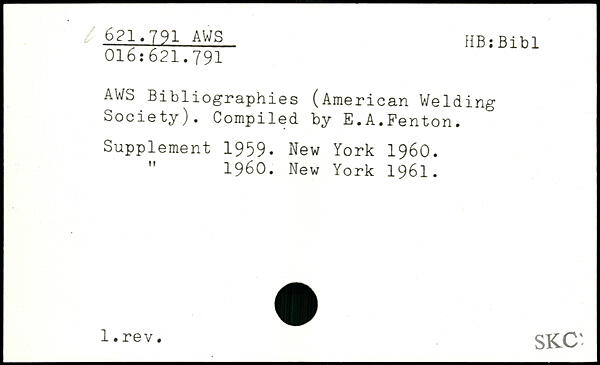 621.791 AWS HB:Bibl
016:621.791
AWS Bibliographies (American Welding
Society). Compiled by E.A.Fenton.
Supplement 1959. New York 1960.
" 1960. New York 1961.
1.rev. SKC